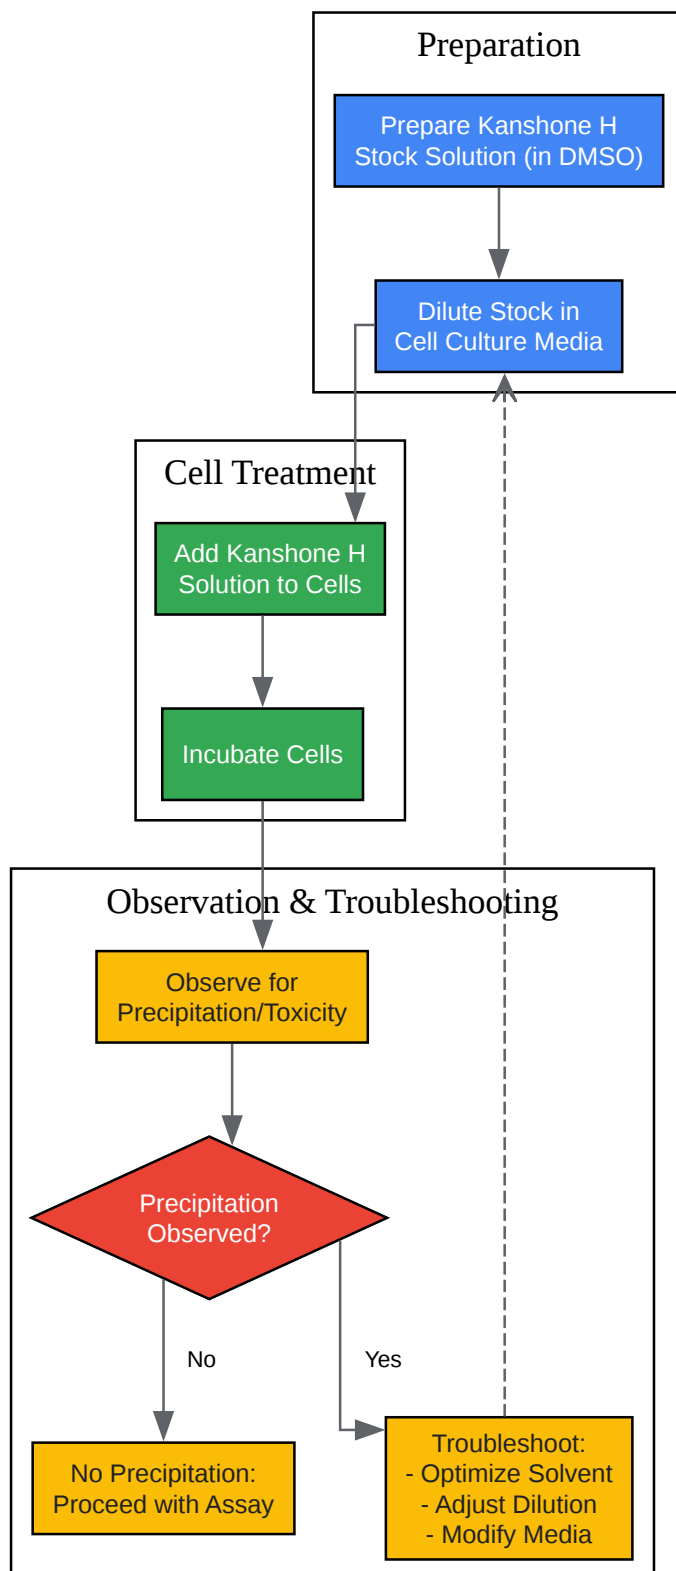 Preparation
Prepare Kanshone H
Stock Solution (in DMSO)
Dilute Stock in
Cell Culture Media
Cell Treatment
Add Kanshone H
Solution to Cells
Incubate Cells
Observation & Troubleshooting
Observe for
Precipitation/Toxicity
Precipitation
Observed?
No
Yes
No Precipitation:
Proceed with Assay
Troubleshoot:
- Optimize Solvent
- Adjust Dilution
- Modify Media